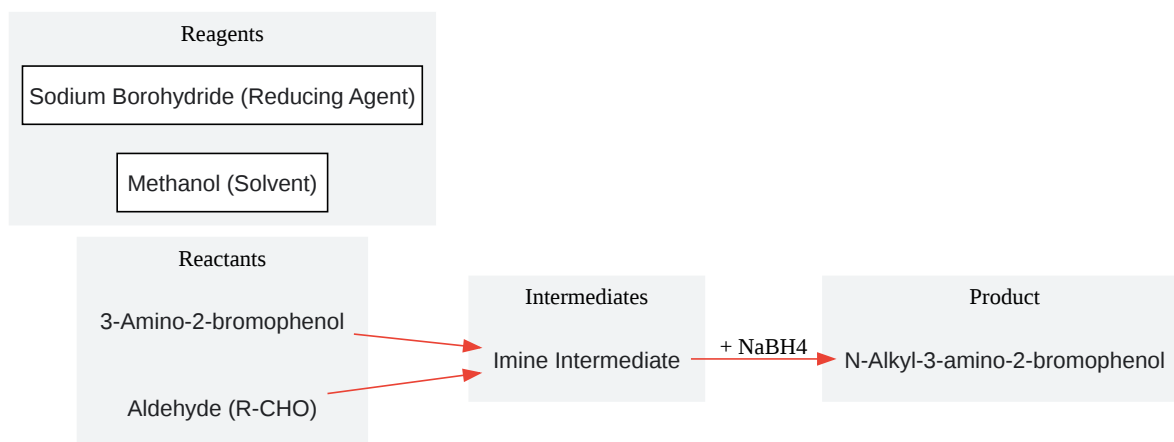 Reagents
Sodium Borohydride (Reducing Agent)
Methanol (Solvent)
Reactants
3-Amino-2-bromophenol
Aldehyde (R-CHO)
Intermediates
Imine Intermediate
+ NaBH4
Product
N-Alkyl-3-amino-2-bromophenol